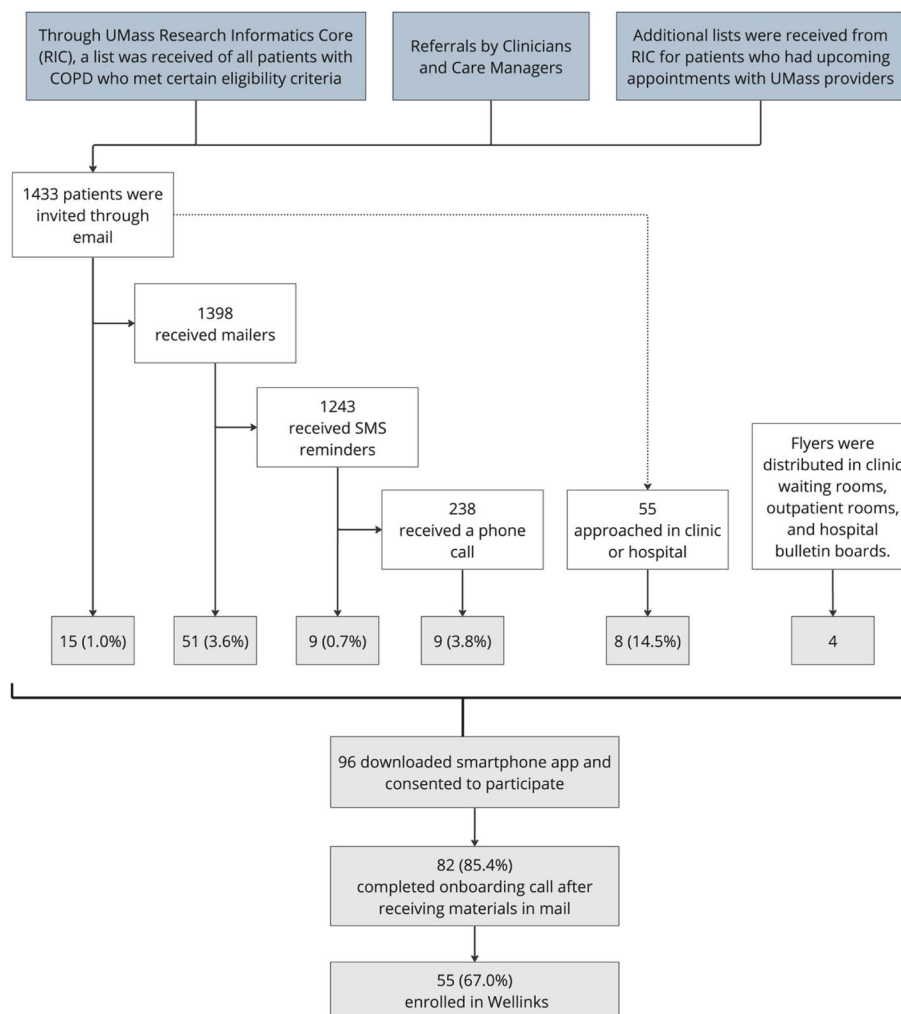 Through UMass Research Informatics Core
(RIC), a list was received of all patients with
COPD who met certain eligibility criteria
Referrals by Clinicians
and Care Managers
Additional lists were received from
RIC for patients who had upcoming
appointments with UMass providers
1433 patients were
invited through
email
1398
received mailers
1243
received SMS
reminders
238
received a phone
call
55
approached in clinic
or hospital
Flyers were
distributed in clinic
waiting rooms,
outpatient rooms,
and hospital
bulletin boards.
15 (1.0%)
51 (3.6%)
9 (0.7%)
9 (3.8%)
8 (14.5%)
4
96 downloaded smartphone app and
consented to participate
82 (85.4%)
completed onboarding call after
receiving materials in mail
55 (67.0%)
enrolled in Wellinks